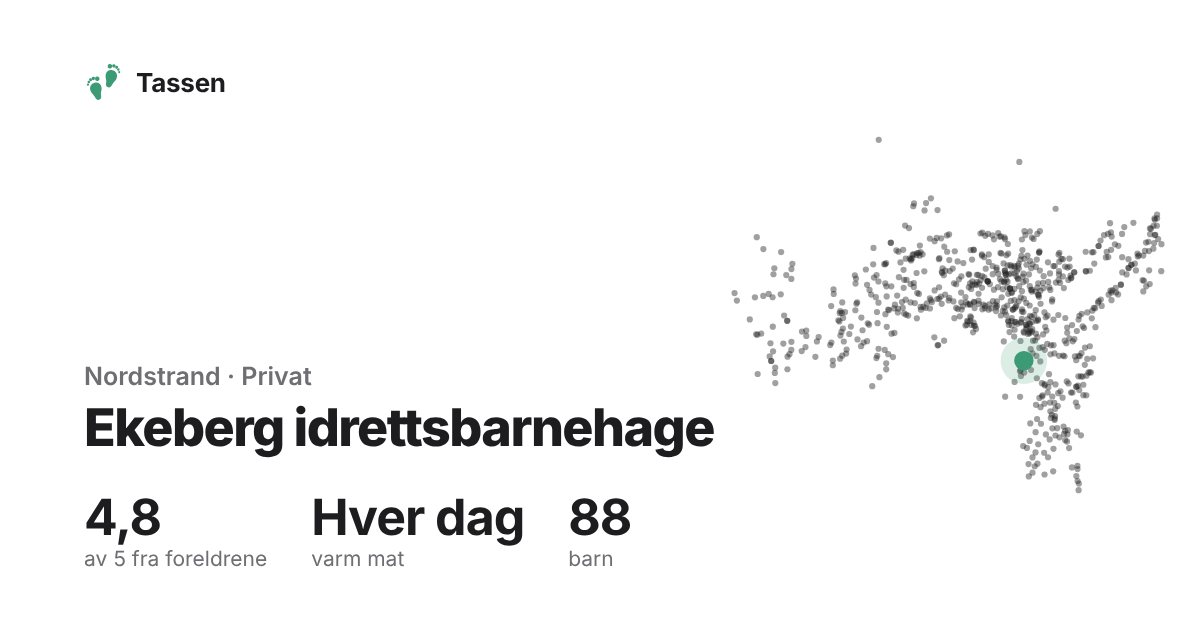 Tassen
Nordstrand · Privat
Ekeberg idrettsbarnehage
4,8 Hver dag 88
av 5 fra foreldrene varm mat barn